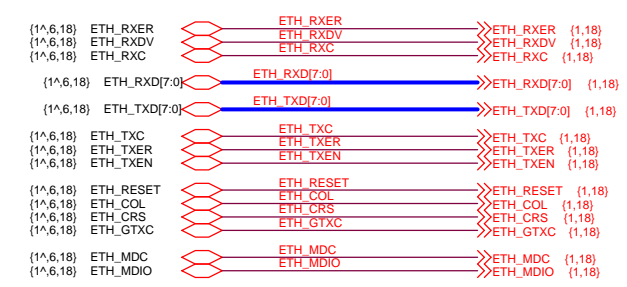 {1^,6,18} ETH_RXER ETH_RXER ETH_RXER {1,18}
{1^,6,18} ETH_RXDV ETH_RXDV ETH_RXDV {1,18}
{1^,6,18} ETH_RXC ETH_RXC ETH_RXC {1,18}
{1^,6,18} ETH_RXD[7:0] ETH_RXD[7:0] ETH_RXD[7:0] {1,18}
{1^,6,18} ETH_TXD[7:0] ETH_TXD[7:0] ETH_TXD[7:0] {1,18}
{1^,6,18} ETH_TXC ETH_TXC ETH_TXC {1,18}
{1^,6,18} ETH_TXER ETH_TXER ETH_TXER {1,18}
{1^,6,18} ETH_TXEN ETH_TXEN ETH_TXEN {1,18}
{1^,6,18} ETH_RESET ETH_RESET ETH_RESET {1,18}
{1^,6,18} ETH_COL ETH_COL ETH_COL {1,18}
{1^,6,18} ETH_CRS ETH_CRS ETH_CRS {1,18}
{1^,6,18} ETH_GTXC ETH_GTXC ETH_GTXC {1,18}
{1^,6,18} ETH_MDC ETH_MDC ETH_MDC {1,18}
{1^,6,18} ETH_MDIO ETH_MDIO ETH_MDIO {1,18}